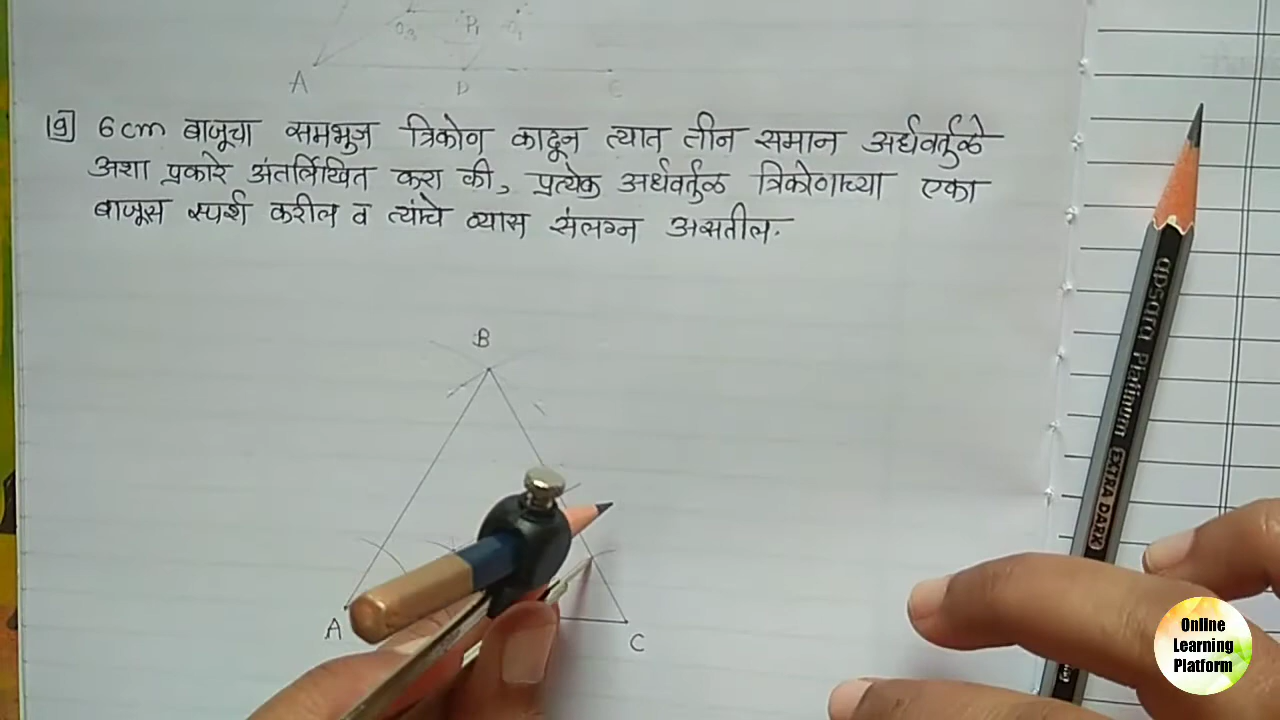 A D C
19] 6 cm बाजूचा समभुज त्रिकोण काढून त्यात तीन समान अर्धवर्तुळे
अशा प्रकारे अंतर्लिखित करा की, प्रत्येक अर्धवर्तुळ त्रिकोणाच्या एका
बाजूस स्पर्श करील व त्यांचे व्यास संलग्न असतील.
B
A
C
apsara Platinum EXTRA DARK
Online
Learning
Platform